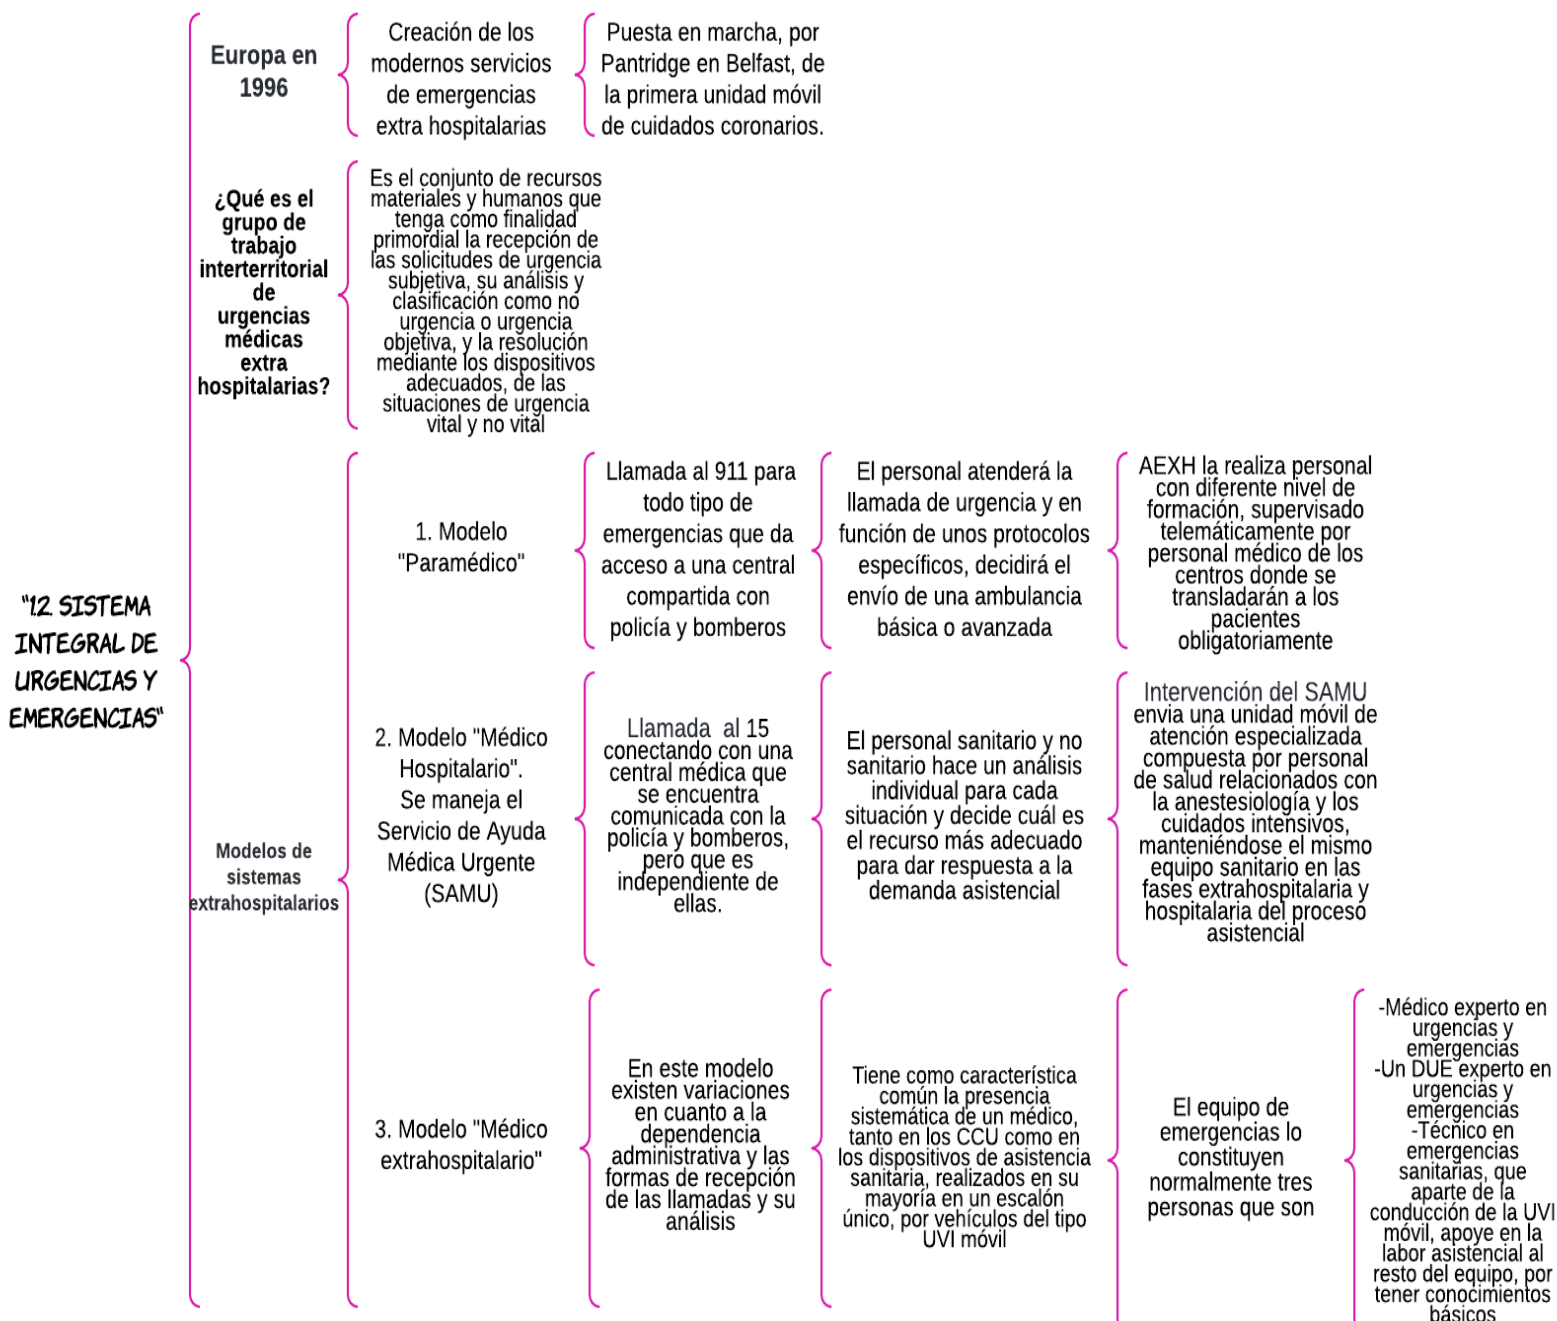 "1.2. SISTEMA
INTEGRAL DE
URGENCIAS Y
EMERGENCIAS"
Europa en
1996
Creación de los
modernos servicios
de emergencias
extra hospitalarias
Puesta en marcha, por
Pantridge en Belfast, de
la primera unidad móvil
de cuidados coronarios.
¿Qué es el
grupo de
trabajo
interterritorial
de
urgencias
médicas
extra
hospitalarias?
Es el conjunto de recursos
materiales y humanos que
tenga como finalidad
primordial la recepción de
las solicitudes de urgencia
subjetiva, su análisis y
clasificación como no
urgencia o urgencia
objetiva, y la resolución
mediante los dispositivos
adecuados, de las
situaciones de urgencia
vital y no vital
Modelos de
sistemas
extrahospitalarios
1. Modelo
"Paramédico"
Llamada al 911 para
todo tipo de
emergencias que da
acceso a una central
compartida con
policía y bomberos
El personal atenderá la
llamada de urgencia y en
función de unos protocolos
específicos, decidirá el
envío de una ambulancia
básica o avanzada
AEXH la realiza personal
con diferente nivel de
formación, supervisado
telemáticamente por
personal médico de los
centros donde se
transladarán a los
pacientes
obligatoriamente
2. Modelo "Médico
Hospitalario".
Se maneja el
Servicio de Ayuda
Médica Urgente
(SAMU)
Llamada al 15
conectando con una
central médica que
se encuentra
comunicada con la
policía y bomberos,
pero que es
independiente de
ellas.
El personal sanitario y no
sanitario hace un análisis
individual para cada
situación y decide cuál es
el recurso más adecuado
para dar respuesta a la
demanda asistencial
Intervención del SAMU
envia una unidad móvil de
atención especializada
compuesta por personal
de salud relacionados con
la anestesiología y los
cuidados intensivos,
manteniéndose el mismo
equipo sanitario en las
fases extrahospitalaria y
hospitalaria del proceso
asistencial
3. Modelo "Médico
extrahospitalario"
En este modelo
existen variaciones
en cuanto a la
dependencia
administrativa y las
formas de recepción
de las llamadas y su
análisis
Tiene como característica
común la presencia
sistemática de un médico,
tanto en los CCU como en
los dispositivos de asistencia
sanitaria, realizados en su
mayoría en un escalón
único, por vehículos del tipo
UVI móvil
El equipo de
emergencias lo
constituyen
normalmente tres
personas que son
-Médico experto en
urgencias y
emergencias
-Un DUE experto en
urgencias y
emergencias
-Técnico en
emergencias
sanitarias, que
aparte de la
conducción de la UVI
móvil, apoye en la
labor asistencial al
resto del equipo, por
tener conocimientos
básicos